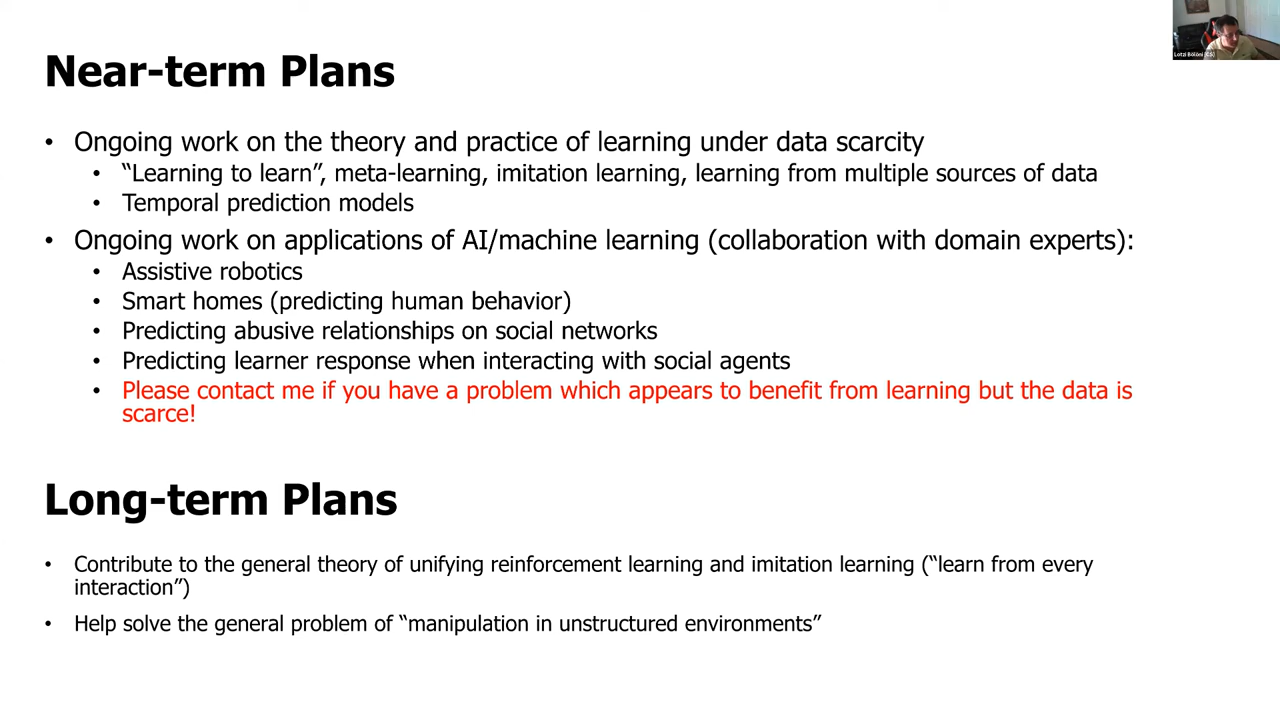 Lotzi Bölöni (CS)
Near-term Plans
• Ongoing work on the theory and practice of learning under data scarcity
• “Learning to learn”, meta-learning, imitation learning, learning from multiple sources of data
• Temporal prediction models
• Ongoing work on applications of AI/machine learning (collaboration with domain experts):
• Assistive robotics
• Smart homes (predicting human behavior)
• Predicting abusive relationships on social networks
• Predicting learner response when interacting with social agents
• Please contact me if you have a problem which appears to benefit from learning but the data is
scarce!
Long-term Plans
• Contribute to the general theory of unifying reinforcement learning and imitation learning (“learn from every
interaction”)
• Help solve the general problem of “manipulation in unstructured environments”